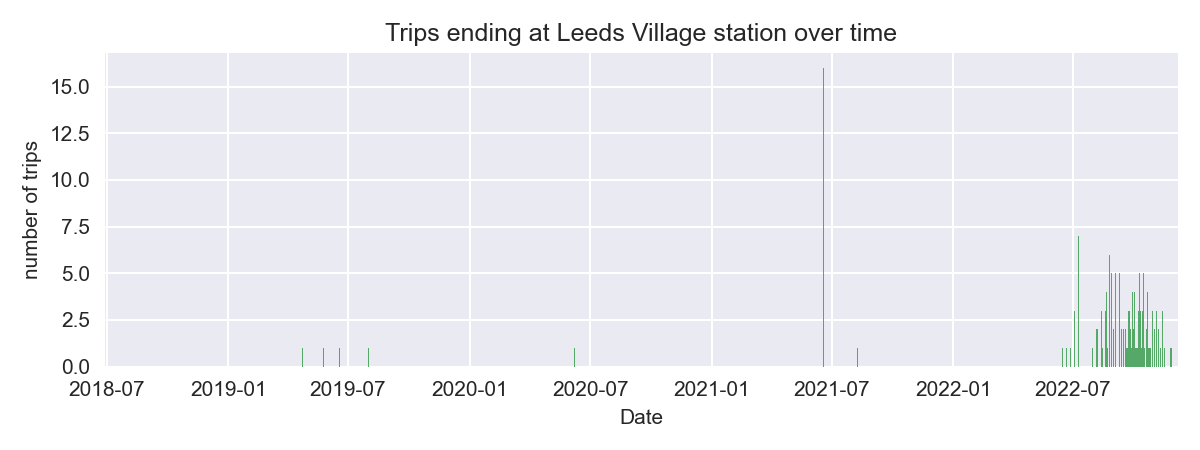 Trips ending at Leeds Village station over time
number of trips
15.0
12.5
10.0
7.5
5.0
2.5
0.0
2018-07 2019-01 2019-07 2020-01 2020-07 2021-01 2021-07 2022-01 2022-07
Date